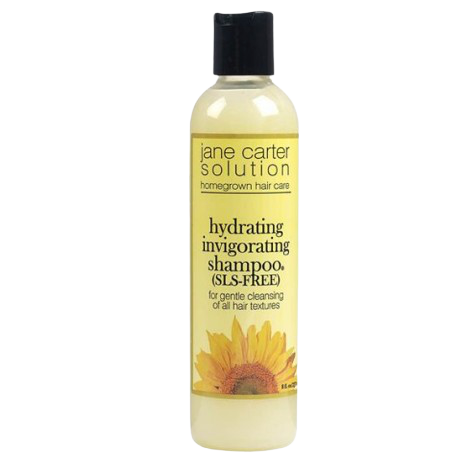 jane carter
solution
homegrown hair care
hydrating
invigorating
shampoo®
(SLS-FREE)
for gentle cleansing
of all hair textures